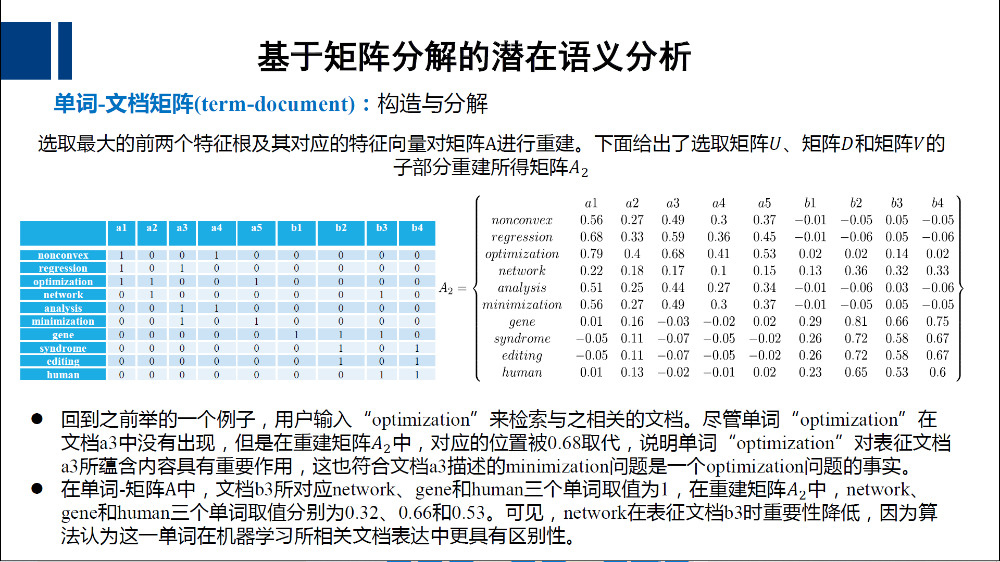 基于矩阵分解的潜在语义分析
单词-文档矩阵(term-document)：构造与分解
选取最大的前两个特征根及其对应的特征向量对矩阵A进行重建。下面给出了选取矩阵U、矩阵D和矩阵V的
子部分重建所得矩阵A₂
a1 a2 a3 a4 a5 b1 b2 b3 b4
nonconvex 1 0 0 1 0 0 0 0 0
regression 1 0 1 0 0 0 0 0 0
optimization 1 1 0 0 1 0 0 0 0
network 0 1 0 0 0 0 0 1 0
analysis 0 0 1 1 0 0 0 0 0
minimization 0 0 1 0 1 0 0 0 0
gene 0 0 0 0 0 1 1 1 0
syndrome 0 0 0 0 0 0 1 0 1
editing 0 0 0 0 0 0 1 0 1
human 0 0 0 0 0 0 0 1 1
A₂ =
a1 a2 a3 a4 a5 b1 b2 b3 b4
nonconvex 0.56 0.27 0.49 0.3 0.37 −0.01 −0.05 0.05 −0.05
regression 0.68 0.33 0.59 0.36 0.45 −0.01 −0.06 0.05 −0.06
optimization 0.79 0.4 0.68 0.41 0.53 0.02 0.02 0.14 0.02
network 0.22 0.18 0.17 0.1 0.15 0.13 0.36 0.32 0.33
analysis 0.51 0.25 0.44 0.27 0.34 −0.01 −0.06 0.03 −0.06
minimization 0.56 0.27 0.49 0.3 0.37 −0.01 −0.05 0.05 −0.05
gene 0.01 0.16 −0.03 −0.02 0.02 0.29 0.81 0.66 0.75
syndrome −0.05 0.11 −0.07 −0.05 −0.02 0.26 0.72 0.58 0.67
editing −0.05 0.11 −0.07 −0.05 −0.02 0.26 0.72 0.58 0.67
human 0.01 0.13 −0.02 −0.01 0.02 0.23 0.65 0.53 0.6
● 回到之前举的一个例子，用户输入“optimization”来检索与之相关的文档。尽管单词“optimization”在
文档a3中没有出现，但是在重建矩阵A₂中，对应的位置被0.68取代，说明单词“optimization”对表征文档
a3所蕴含内容具有重要作用，这也符合文档a3描述的minimization问题是一个optimization问题的事实。
● 在单词-矩阵A中，文档b3所对应network、gene和human三个单词取值为1，在重建矩阵A₂中，network、
gene和human三个单词取值分别为0.32、0.66和0.53。可见，network在表征文档b3时重要性降低，因为算
法认为这一单词在机器学习所相关文档表达中更具有区别性。